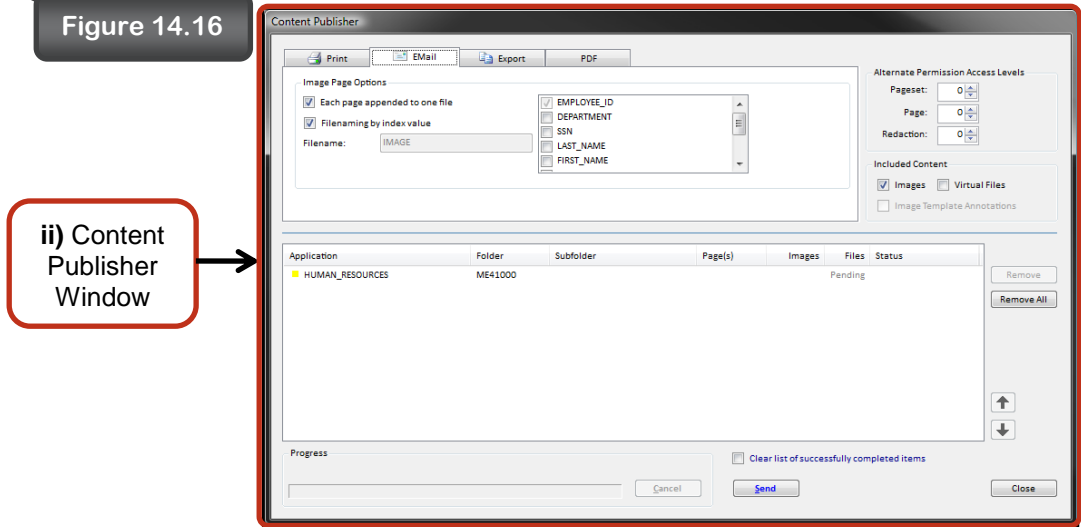 Figure 14.16
Content Publisher
Print EMail Export PDF
Image Page Options
Each page appended to one file
Filenaming by index value
Filename: IMAGE
EMPLOYEE_ID
DEPARTMENT
SSN
LAST_NAME
FIRST_NAME
Alternate Permission Access Levels
Pageset: 0
Page: 0
Redaction: 0
Included Content
Images Virtual Files
Image Template Annotations
ii) Content
Publisher
Window
Application Folder Subfolder Page(s) Images Files Status
HUMAN_RESOURCES ME41000 Pending
Remove
Remove All
Progress
Clear list of successfully completed items
Cancel Send Close